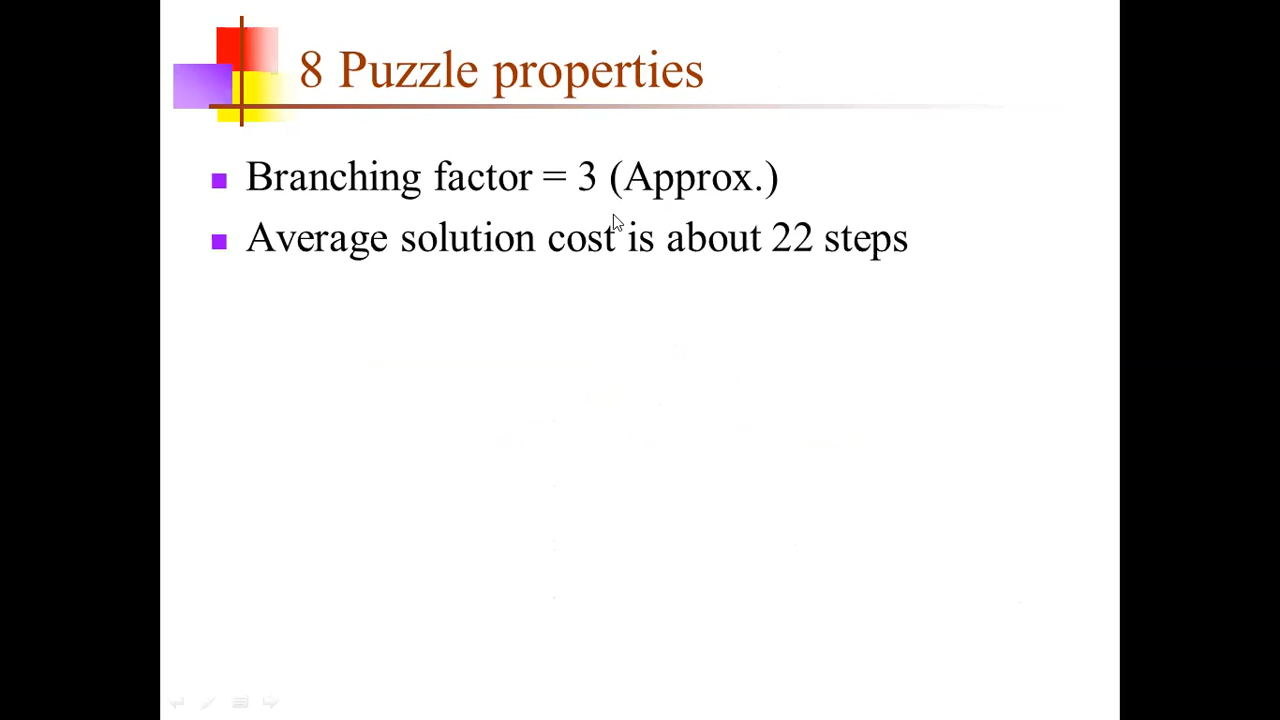 8 Puzzle properties
Branching factor = 3 (Approx.)
Average solution cost is about 22 steps